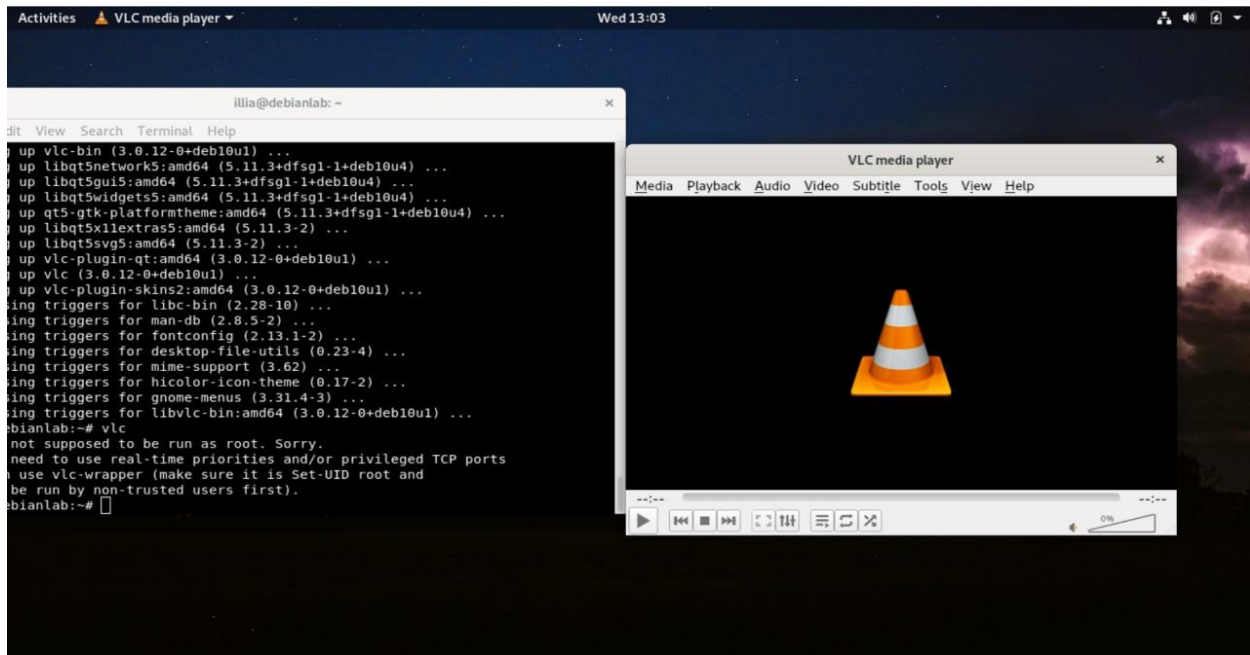 Activities VLC media player Wed 13:03
illia@debianlab: ~
dit View Search Terminal Help
g up vlc-bin (3.0.12-0+deb10u1) ...
g up libqt5network5:amd64 (5.11.3+dfsg1-1+deb10u4) ...
g up libqt5gui5:amd64 (5.11.3+dfsg1-1+deb10u4) ...
g up libqt5widgets5:amd64 (5.11.3+dfsg1-1+deb10u4) ...
g up qt5-gtk-platformtheme:amd64 (5.11.3+dfsg1-1+deb10u4) ...
g up libqt5x11extras5:amd64 (5.11.3-2) ...
g up libqt5svg5:amd64 (5.11.3-2) ...
g up vlc-plugin-qt:amd64 (3.0.12-0+deb10u1) ...
g up vlc (3.0.12-0+deb10u1) ...
g up vlc-plugin-skins2:amd64 (3.0.12-0+deb10u1) ...
sing triggers for libc-bin (2.28-10) ...
sing triggers for man-db (2.8.5-2) ...
sing triggers for fontconfig (2.13.1-2) ...
sing triggers for desktop-file-utils (0.23-4) ...
sing triggers for mime-support (3.62) ...
sing triggers for hicolor-icon-theme (0.17-2) ...
sing triggers for gnome-menus (3.31.4-3) ...
sing triggers for libvlc-bin:amd64 (3.0.12-0+deb10u1) ...
ebianlab:~# vlc
not supposed to be run as root. Sorry.
need to use real-time priorities and/or privileged TCP ports
n use vlc-wrapper (make sure it is Set-UID root and
be run by non-trusted users first).
ebianlab:~#
VLC media player
Media Playback Audio Video Subtitle Tools View Help
--:-- --:--
0%